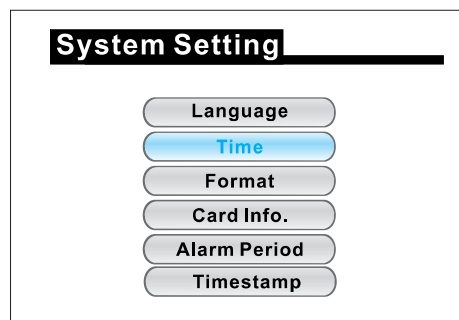 System Setting
Language
Time
Format
Card Info.
Alarm Period
Timestamp